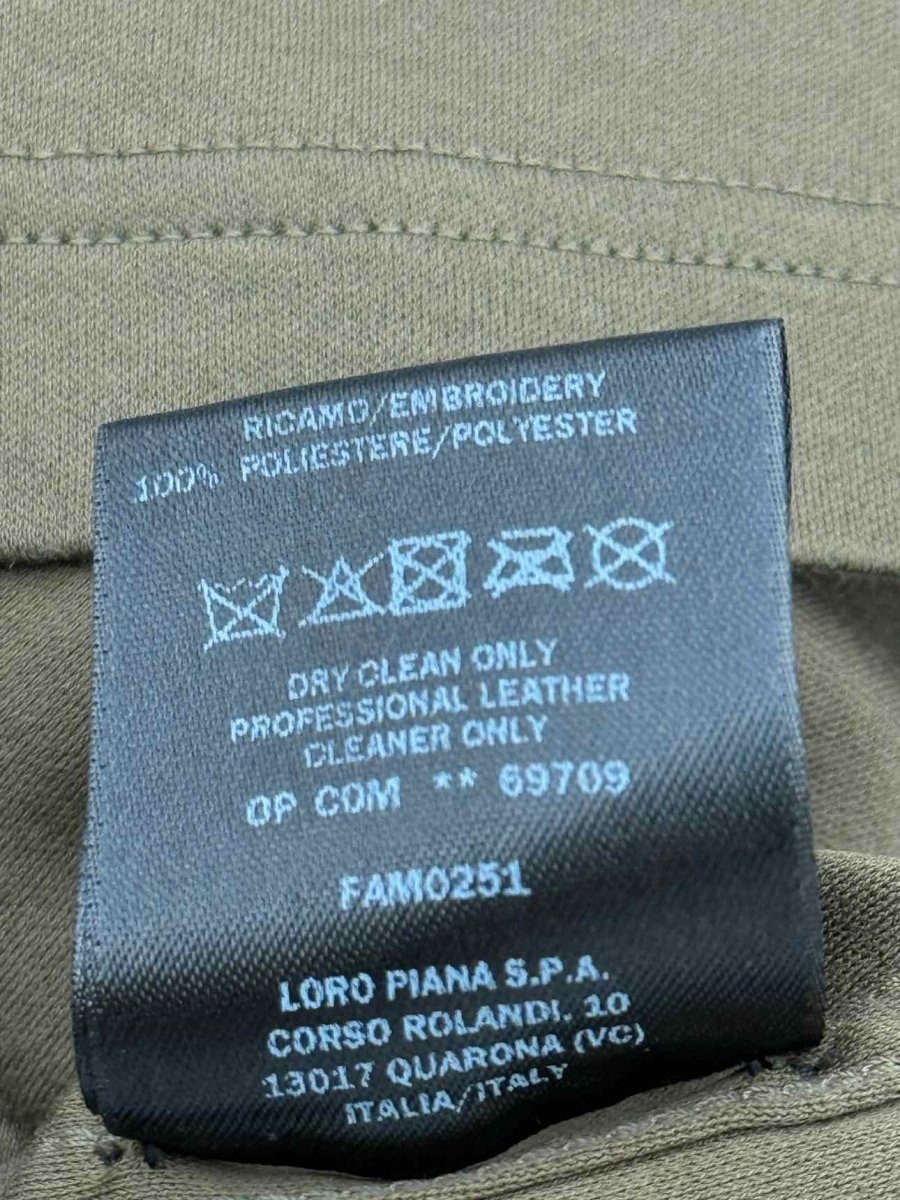 RICAMO/EMBROIDERY
100% POLIESTERE/POLYESTER
DRY CLEAN ONLY
PROFESSIONAL LEATHER
CLEANER ONLY
OP COM ** 69709
FAM0251
LORO PIANA S.P.A.
CORSO ROLANDI, 10
13017 QUARONA (VC)
ITALIA/ITALY